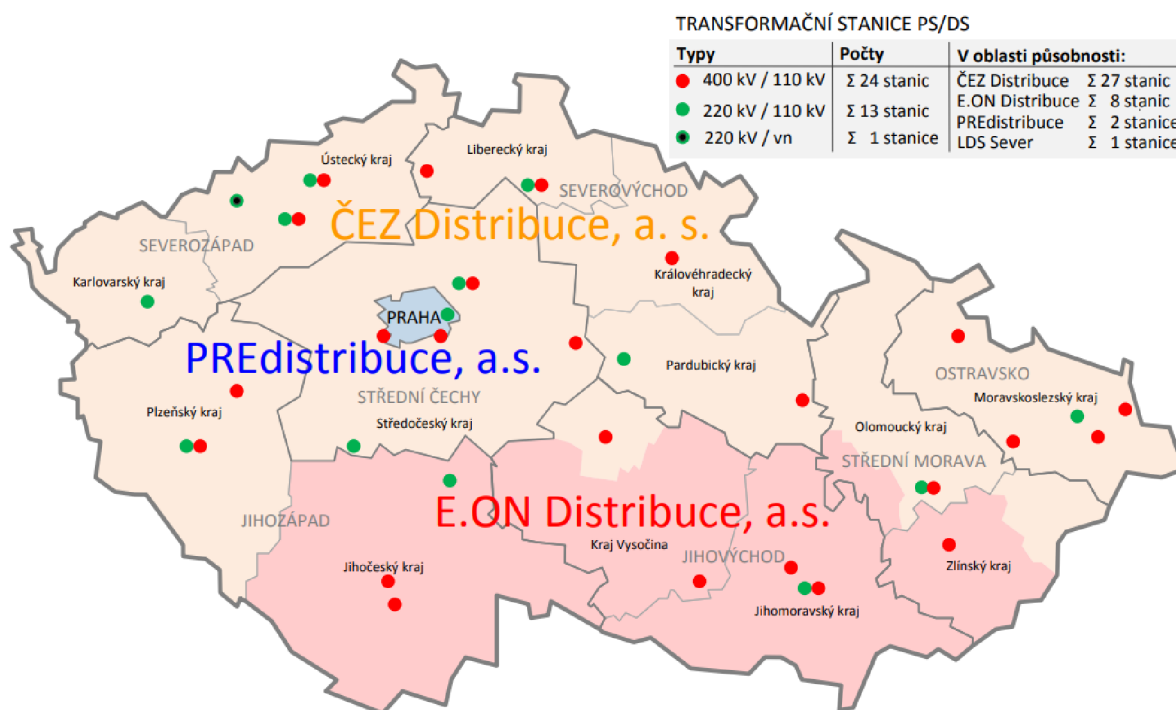 TRANSFORMAČNÍ STANICE PS/DS
Typy Počty V oblasti působnosti:
400 kV / 110 kV Σ 24 stanic ČEZ Distribuce Σ 27 stanic
220 kV / 110 kV Σ 13 stanic E.ON Distribuce Σ 8 stanic
PREdistribuce Σ 2 stanice
220 kV / vn Σ 1 stanice LDS Sever Σ 1 stanice
Ústecký kraj
Liberecký kraj
SEVEROVÝCHOD
ČEZ Distribuce, a. s.
SEVEROZÁPAD
Karlovarský kraj
Královéhradecký
kraj
PRAHA
PREdistribuce, a.s.
Pardubický kraj
OSTRAVSKO
STŘEDNÍ ČECHY
Moravskoslezský kraj
Plzeňský kraj
Středočeský kraj
Olomoucký kraj
STŘEDNÍ MORAVA
E.ON Distribuce, a.s.
JIHOZÁPAD
Kraj Vysočina
JIHOVÝCHOD
Jihočeský kraj
Zlínský kraj
Jihomoravský kraj